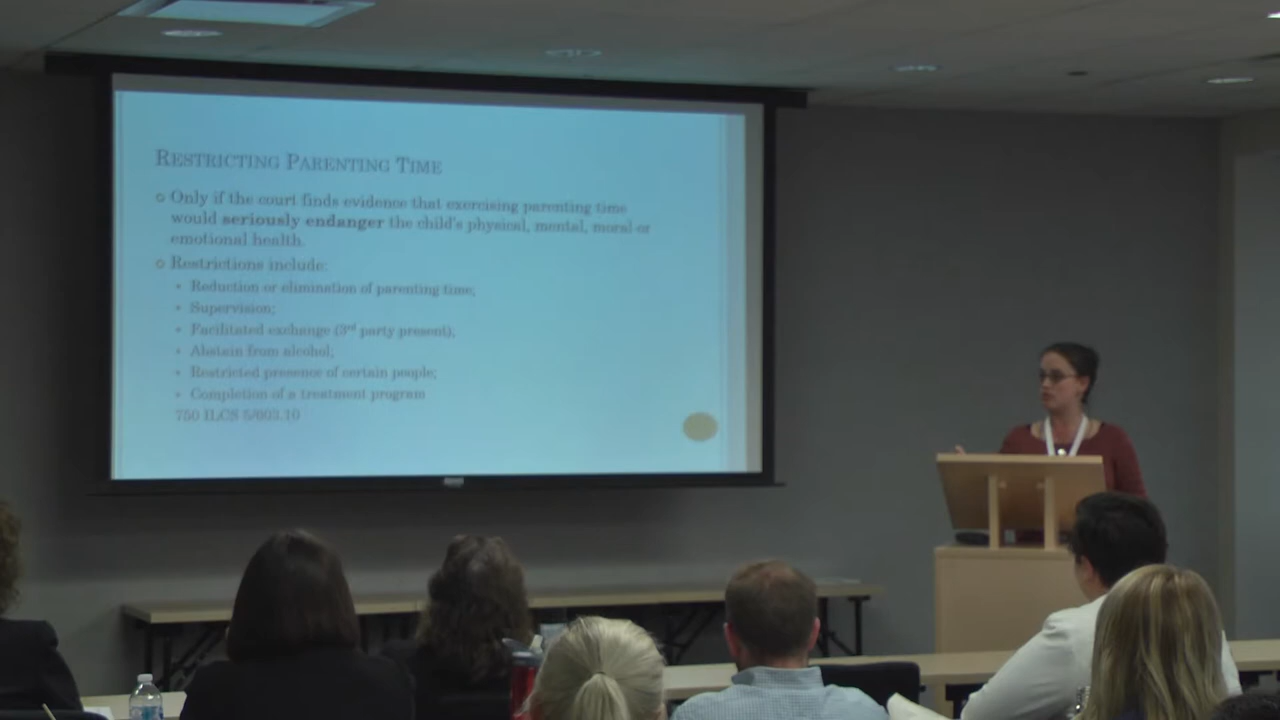 RESTRICTING PARENTING TIME
Only if the court finds evidence that exercising parenting time
would seriously endanger the child's physical, mental, moral or
emotional health.
Restrictions include:
Reduction or elimination of parenting time;
Supervision;
Facilitated exchange (3rd party present),
Abstain from alcohol;
Restricted presence of certain people;
Completion of a treatment program
750 ILCS 5/603.10